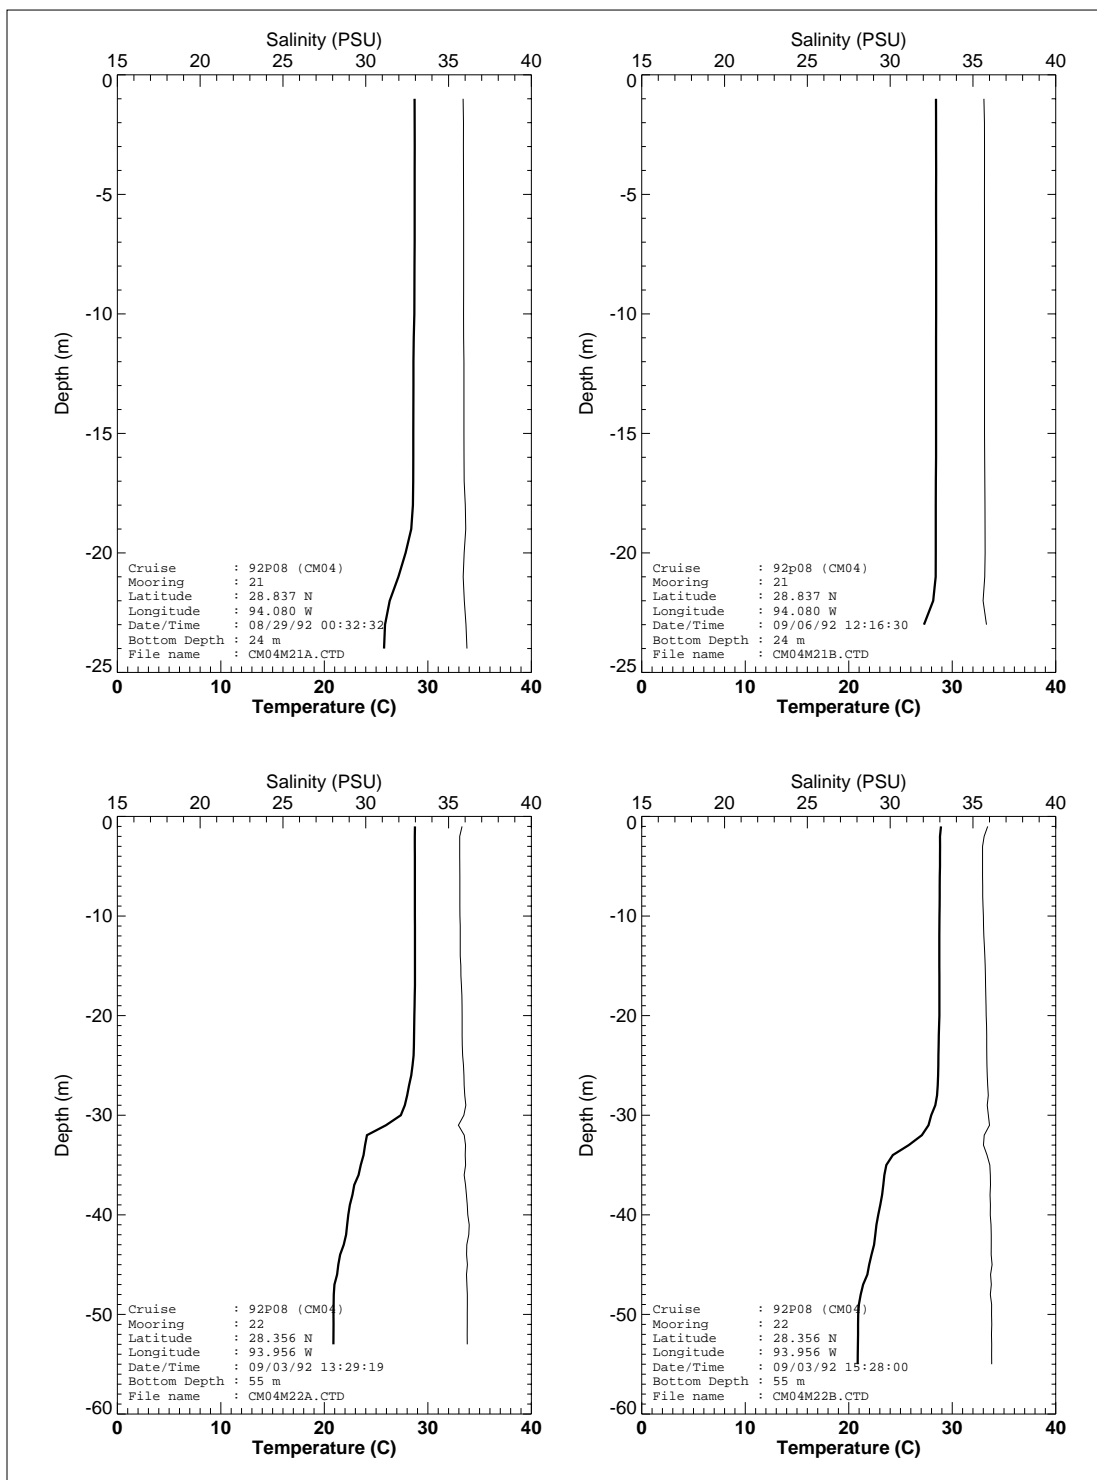 Salinity (PSU)
15 20 25 30 35 40
0
-5
-10
-15
-20
-25
Depth (m)
Cruise : 92P08 (CM04)
Mooring : 21
Latitude : 28.837 N
Longitude : 94.080 W
Date/Time : 08/29/92 00:32:32
Bottom Depth : 24 m
File name : CM04M21A.CTD
0 10 20 30 40
Temperature (C)
Salinity (PSU)
15 20 25 30 35 40
0
-5
-10
-15
-20
-25
Depth (m)
Cruise : 92p08 (CM04)
Mooring : 21
Latitude : 28.837 N
Longitude : 94.080 W
Date/Time : 09/06/92 12:16:30
Bottom Depth : 24 m
File name : CM04M21B.CTD
0 10 20 30 40
Temperature (C)
Salinity (PSU)
15 20 25 30 35 40
0
-10
-20
-30
-40
-50
-60
Depth (m)
Cruise : 92P08 (CM04)
Mooring : 22
Latitude : 28.356 N
Longitude : 93.956 W
Date/Time : 09/03/92 13:29:19
Bottom Depth : 55 m
File name : CM04M22A.CTD
0 10 20 30 40
Temperature (C)
Salinity (PSU)
15 20 25 30 35 40
0
-10
-20
-30
-40
-50
-60
Depth (m)
Cruise : 92P08 (CM04)
Mooring : 22
Latitude : 28.356 N
Longitude : 93.956 W
Date/Time : 09/03/92 15:28:00
Bottom Depth : 55 m
File name : CM04M22B.CTD
0 10 20 30 40
Temperature (C)